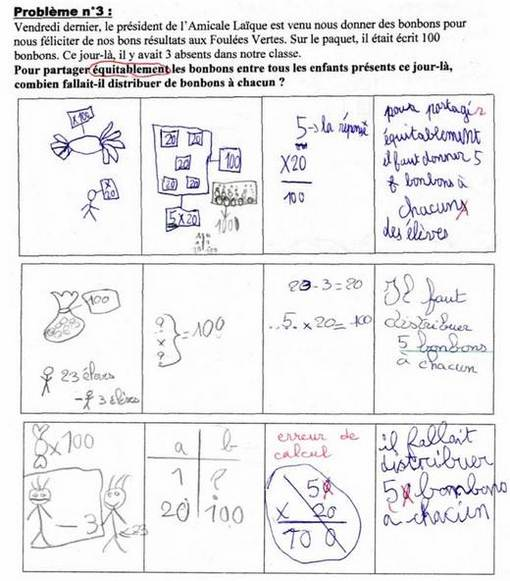 Problème n°3 :
Vendredi dernier, le président de l'Amicale Laïque est venu nous donner des bonbons pour
nous féliciter de nos bons résultats aux Foulées Vertes. Sur le paquet, il était écrit 100
bonbons. Ce jour-là, il y avait 3 absents dans notre classe.
Pour partager équitablement les bonbons entre tous les enfants présents ce jour-là,
combien fallait-il distribuer de bonbons à chacun ?
x 100
x 20
20 20
20
20 20
100
5 x 20
100
5 → la réponse
X20
100
pour partager
équitablement
il faut donner 5
bonbons à
chacun
des élèves
100
23 élèves
- 3 élèves
?
x
?
= 100
23 - 3 = 20
..5. x 20 = 100
Il faut
distribuer
5 bonbons
à chacun
x 100
- 3
23
a b
1 ?
20 100
erreur de
calcul
5
x 20
10 0
il fallait
distribuer
5 bonbons
à chacun